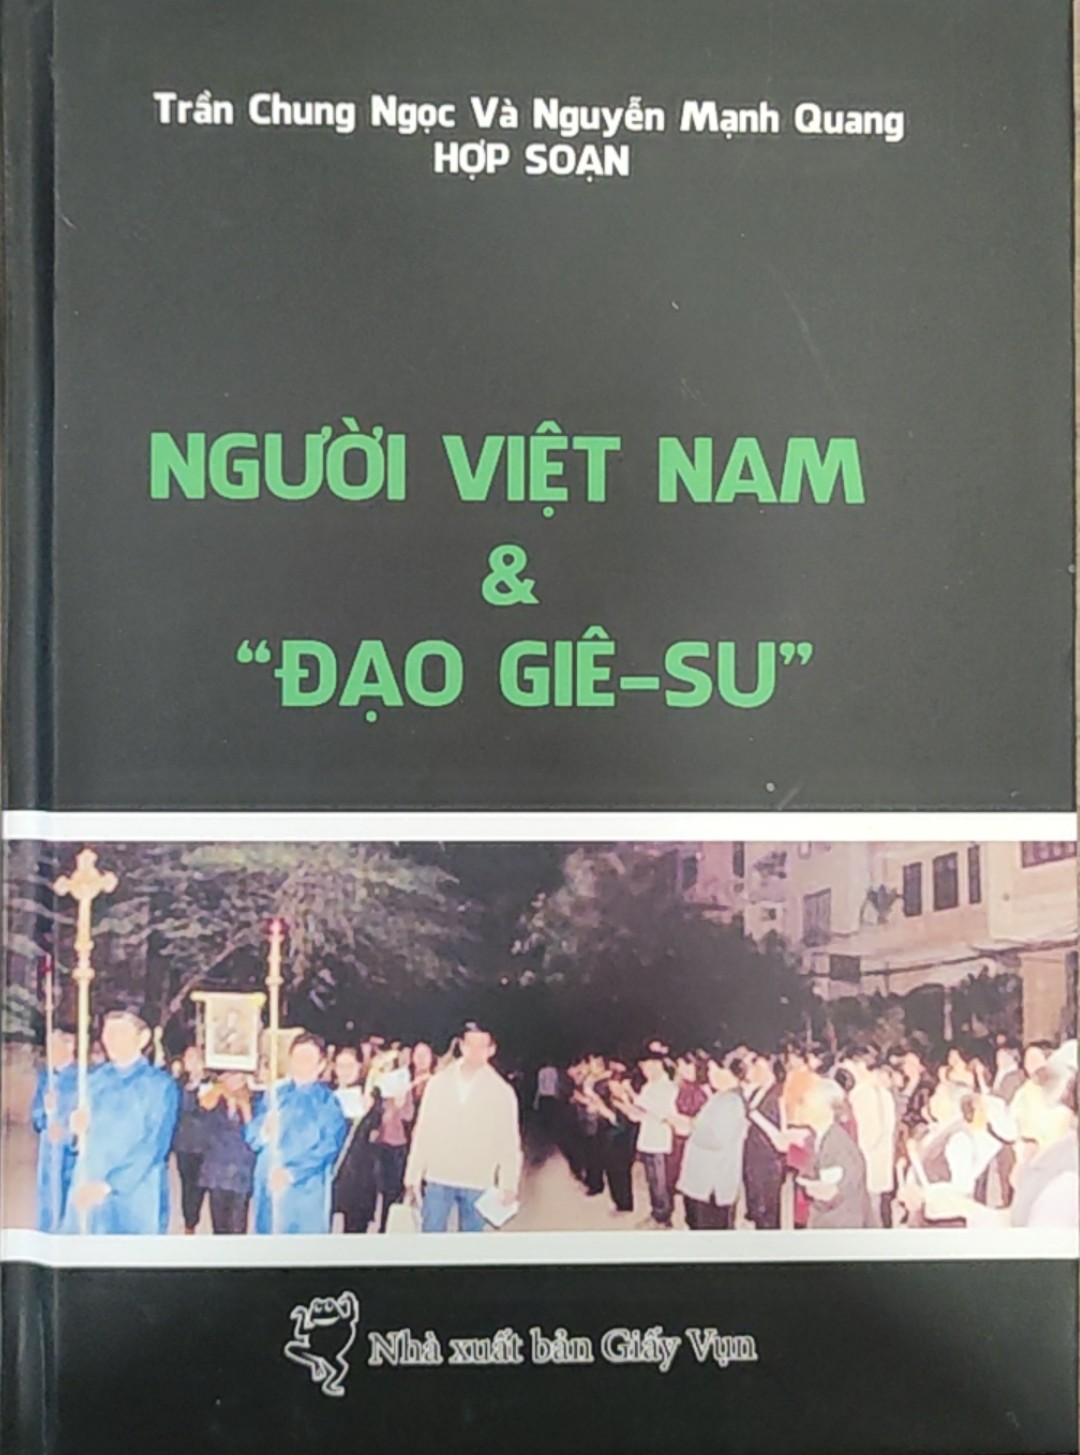 Trần Chung Ngọc Và Nguyễn Mạnh Quang
HỢP SOẠN
NGƯỜI VIỆT NAM
&
“ĐẠO GIÊ-SU”
Nhà xuất bản Giấy Vụn